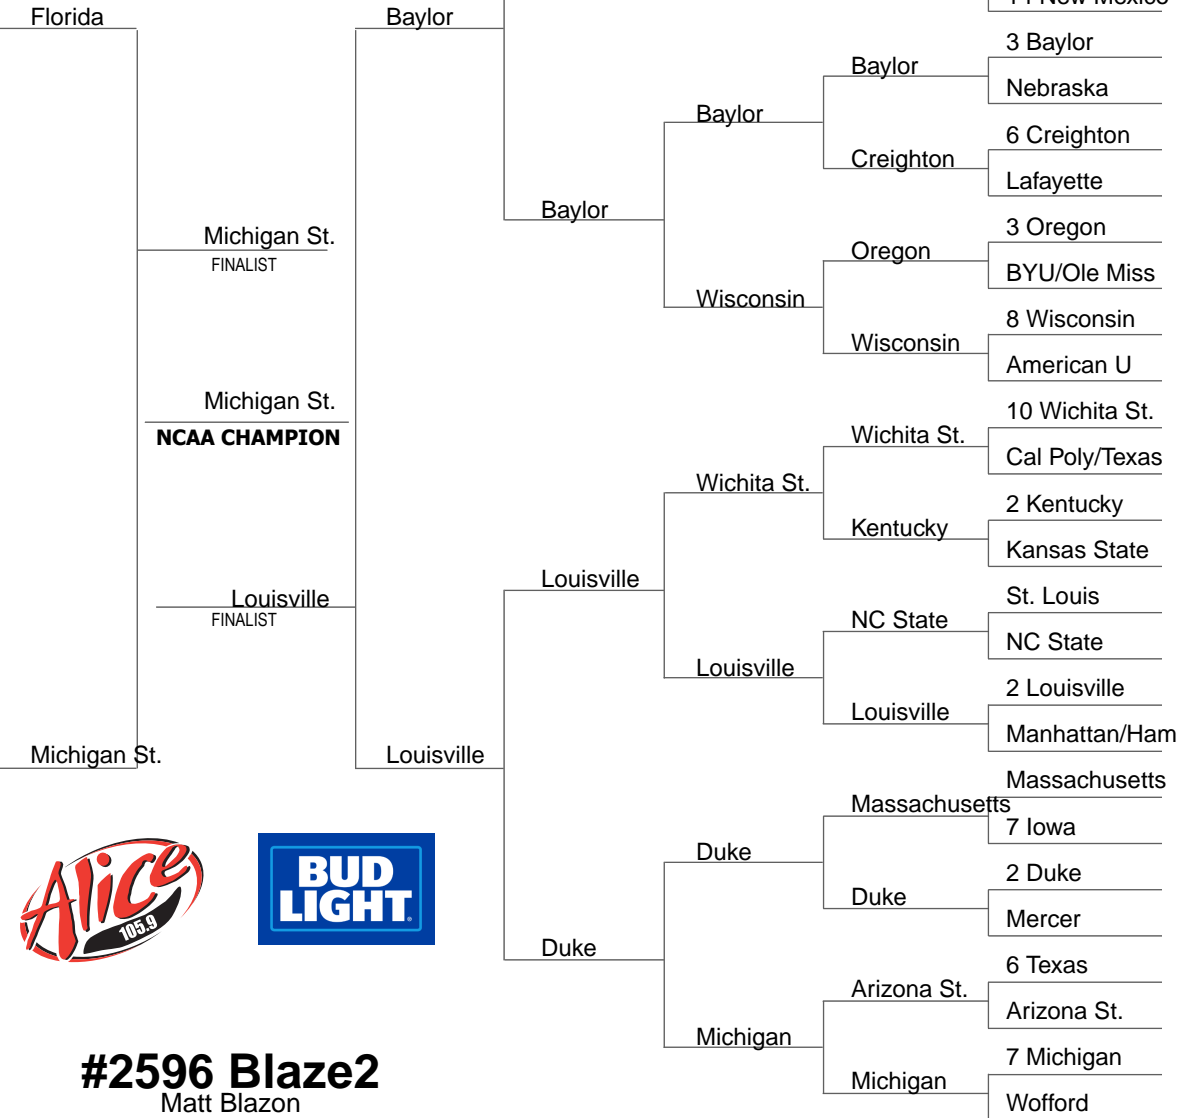 Florida
Michigan St.
FINALIST
Michigan St.
NCAA CHAMPION
Louisville
FINALIST
Michigan St.
Baylor
Louisville
Baylor
Louisville
Duke
Baylor
Wisconsin
Wichita St.
Louisville
Duke
Michigan
Baylor
Creighton
Oregon
Wisconsin
Wichita St.
Kentucky
NC State
Louisville
Massachusetts
Duke
Arizona St.
Michigan
3 Baylor
Nebraska
6 Creighton
Lafayette
3 Oregon
BYU/Ole Miss
8 Wisconsin
American U
10 Wichita St.
Cal Poly/Texas
2 Kentucky
Kansas State
St. Louis
NC State
2 Louisville
Manhattan/Ham
Massachusetts
7 Iowa
2 Duke
Mercer
6 Texas
Arizona St.
7 Michigan
Wofford
Alice
105.9
BUD
LIGHT
#2596 Blaze2
Matt Blazon